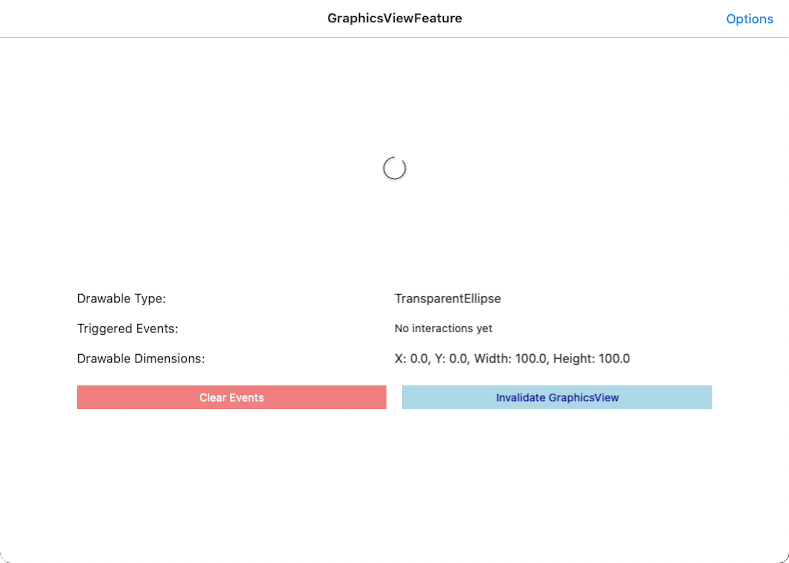 GraphicsViewFeature
Options
Drawable Type:
TransparentEllipse
Triggered Events:
No interactions yet
Drawable Dimensions:
X: 0.0, Y: 0.0, Width: 100.0, Height: 100.0
Clear Events
Invalidate GraphicsView